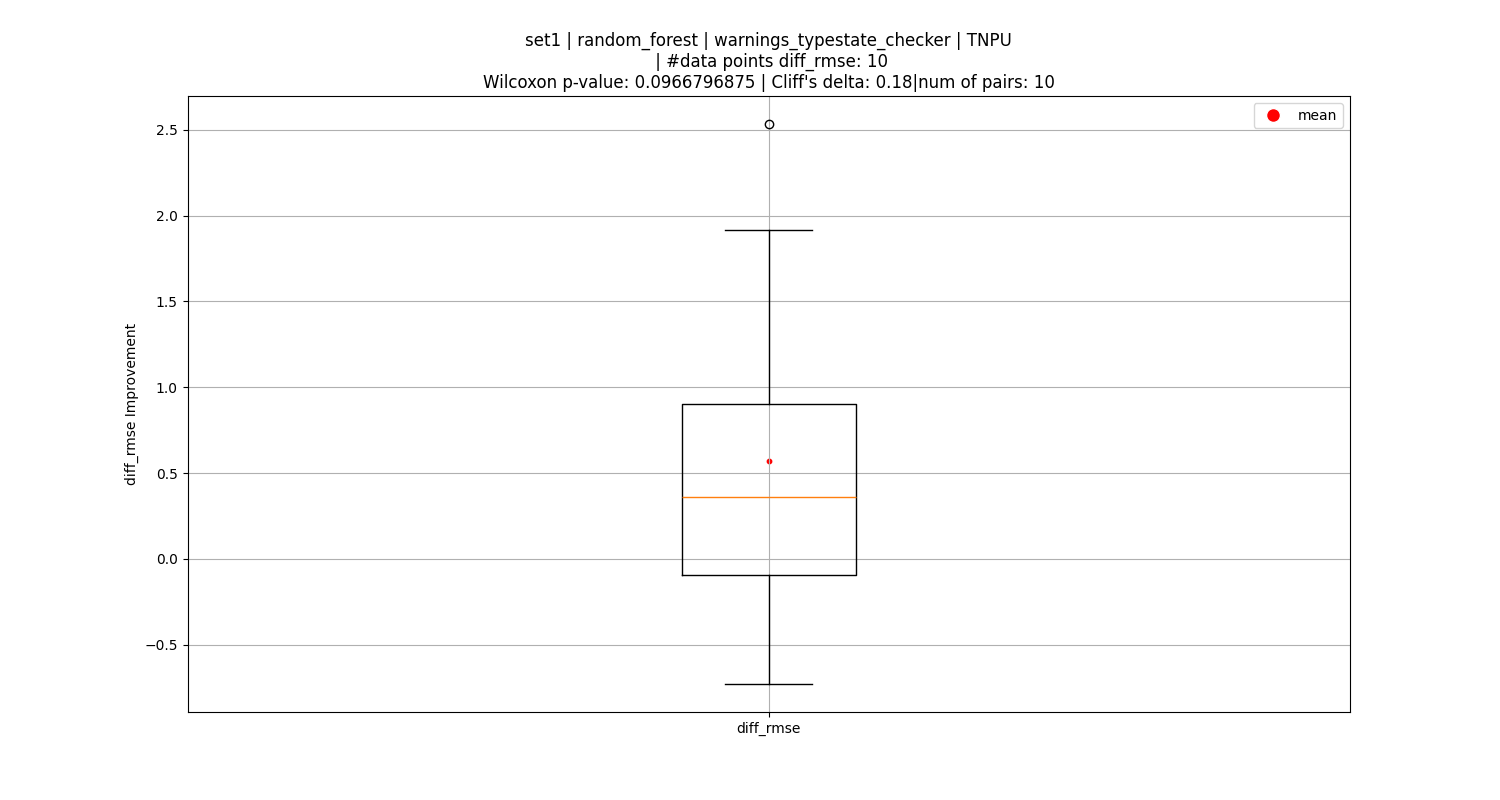 set1 | random_forest | warnings_typestate_checker | TNPU
| #data points diff_rmse: 10
Wilcoxon p-value: 0.0966796875 | Cliff's delta: 0.18|num of pairs: 10
mean
2.5
2.0
1.5
1.0
0.5
0.0
−0.5
diff_rmse Improvement
diff_rmse